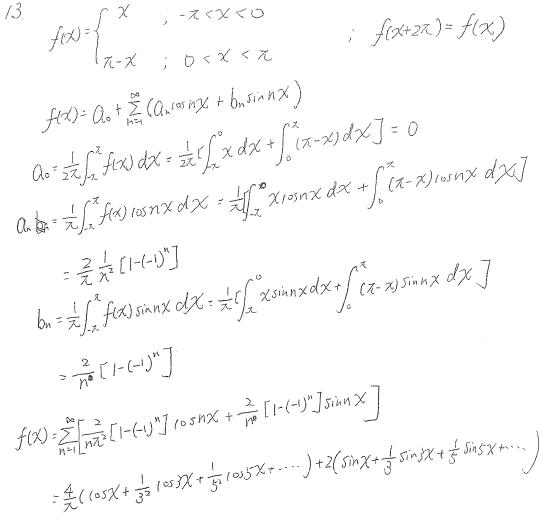 13. f(x) = { x ; -π < x < 0
π-x ; 0 < x < π ; f(x+2π) = f(x)
f(x) = a₀ + Σ_{n=1}^{∞} (aₙ cos nx + bₙ sin nx)
a₀ = 1/2π ∫_{-π}^{π} f(x) dx = 1/2π [∫_{-π}^{0} x dx + ∫_{0}^{π} (π-x) dx] = 0
aₙ = 1/π ∫_{-π}^{π} f(x) cos nx dx = 1/π [∫_{-π}^{0} x cos nx dx + ∫_{0}^{π} (π-x) cos nx dx]
= 2/π 1/n² [1-(-1)ⁿ]
bₙ = 1/π ∫_{-π}^{π} f(x) sin nx dx = 1/π [∫_{-π}^{0} x sin nx dx + ∫_{0}^{π} (π-x) sin nx dx]
= 2/n [1-(-1)ⁿ]
f(x) = Σ_{n=1}^{∞} [2/nπ² [1-(-1)ⁿ] cos nx + 2/n [1-(-1)ⁿ] sin nx]
= 4/π (cos x + 1/3² cos 3x + 1/5² cos 5x + ····) + 2(sin x + 1/3 sin 3x + 1/5 sin 5x + ····)